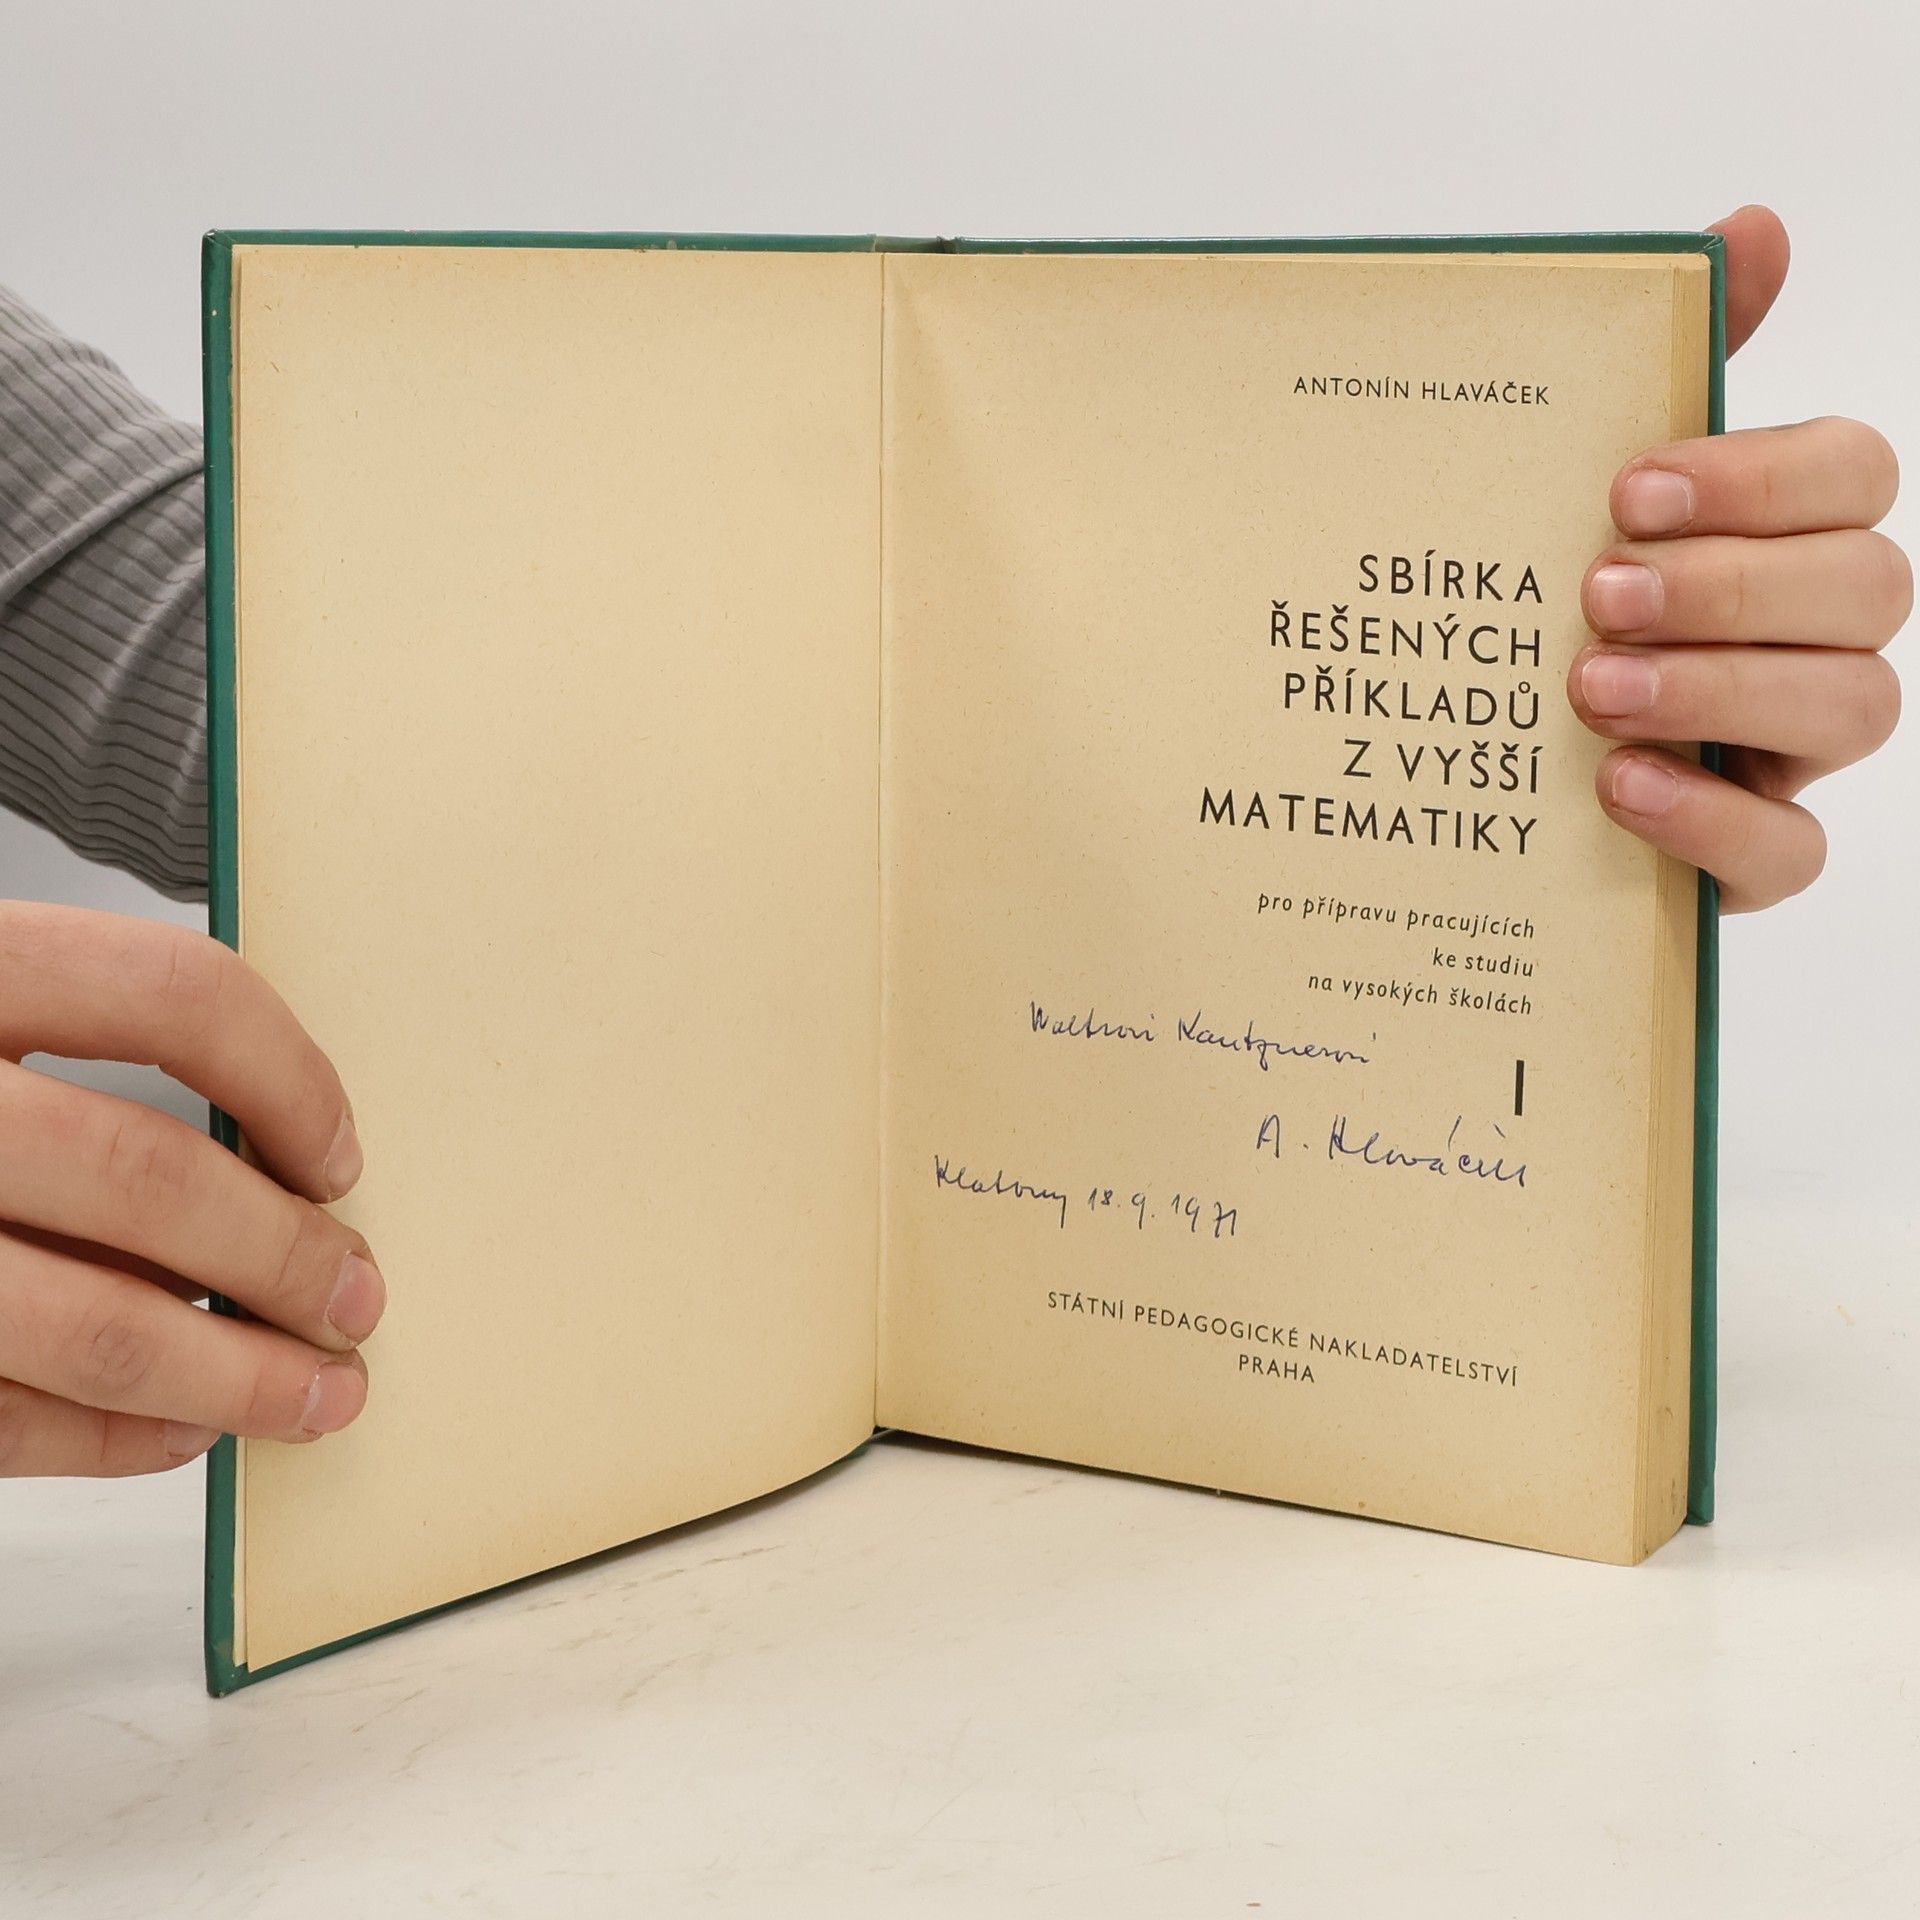 ANTONÍN HLAVÁČEK
SBÍRKA
ŘEŠENÝCH
PŘÍKLADŮ
Z VYŠŠÍ
MATEMATIKY
pro přípravu pracujících
ke studiu
na vysokých školách
Waltrovi Kautznerovi
I
A. Hlaváček
Klatovy 18.9.1971
STÁTNÍ PEDAGOGICKÉ NAKLADATELSTVÍ
PRAHA